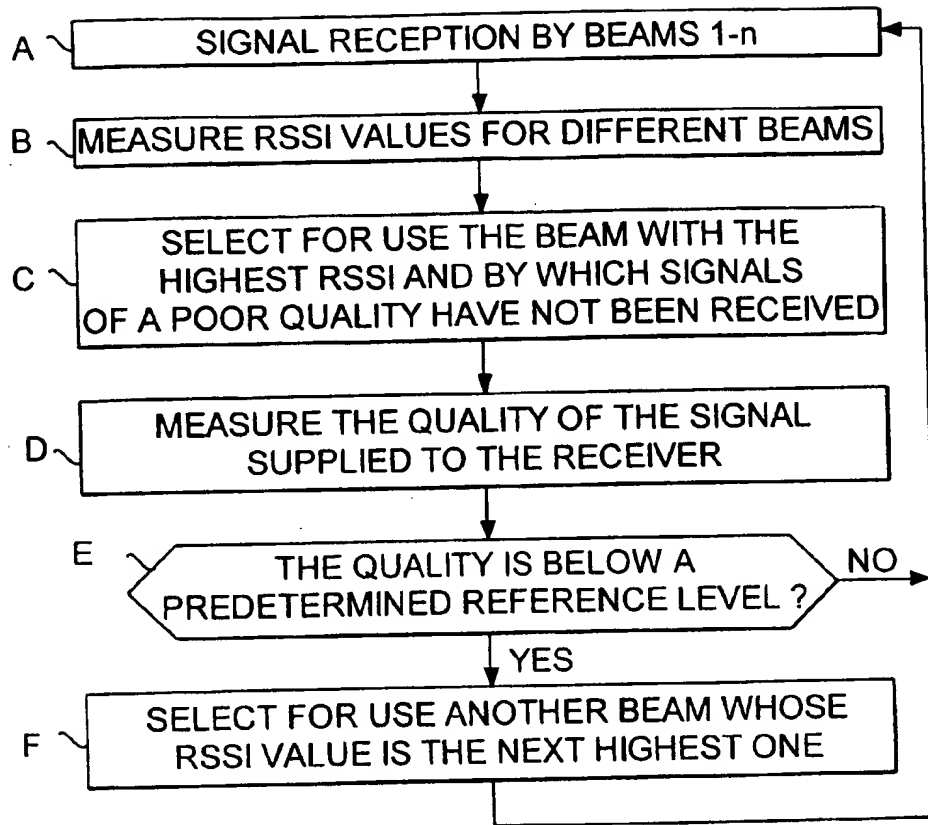 A
SIGNAL RECEPTION BY BEAMS 1-n
B
MEASURE RSSI VALUES FOR DIFFERENT BEAMS
C
SELECT FOR USE THE BEAM WITH THE
HIGHEST RSSI AND BY WHICH SIGNALS
OF A POOR QUALITY HAVE NOT BEEN RECEIVED
D
MEASURE THE QUALITY OF THE SIGNAL
SUPPLIED TO THE RECEIVER
E
THE QUALITY IS BELOW A
PREDETERMINED REFERENCE LEVEL ?
NO
YES
F
SELECT FOR USE ANOTHER BEAM WHOSE
RSSI VALUE IS THE NEXT HIGHEST ONE